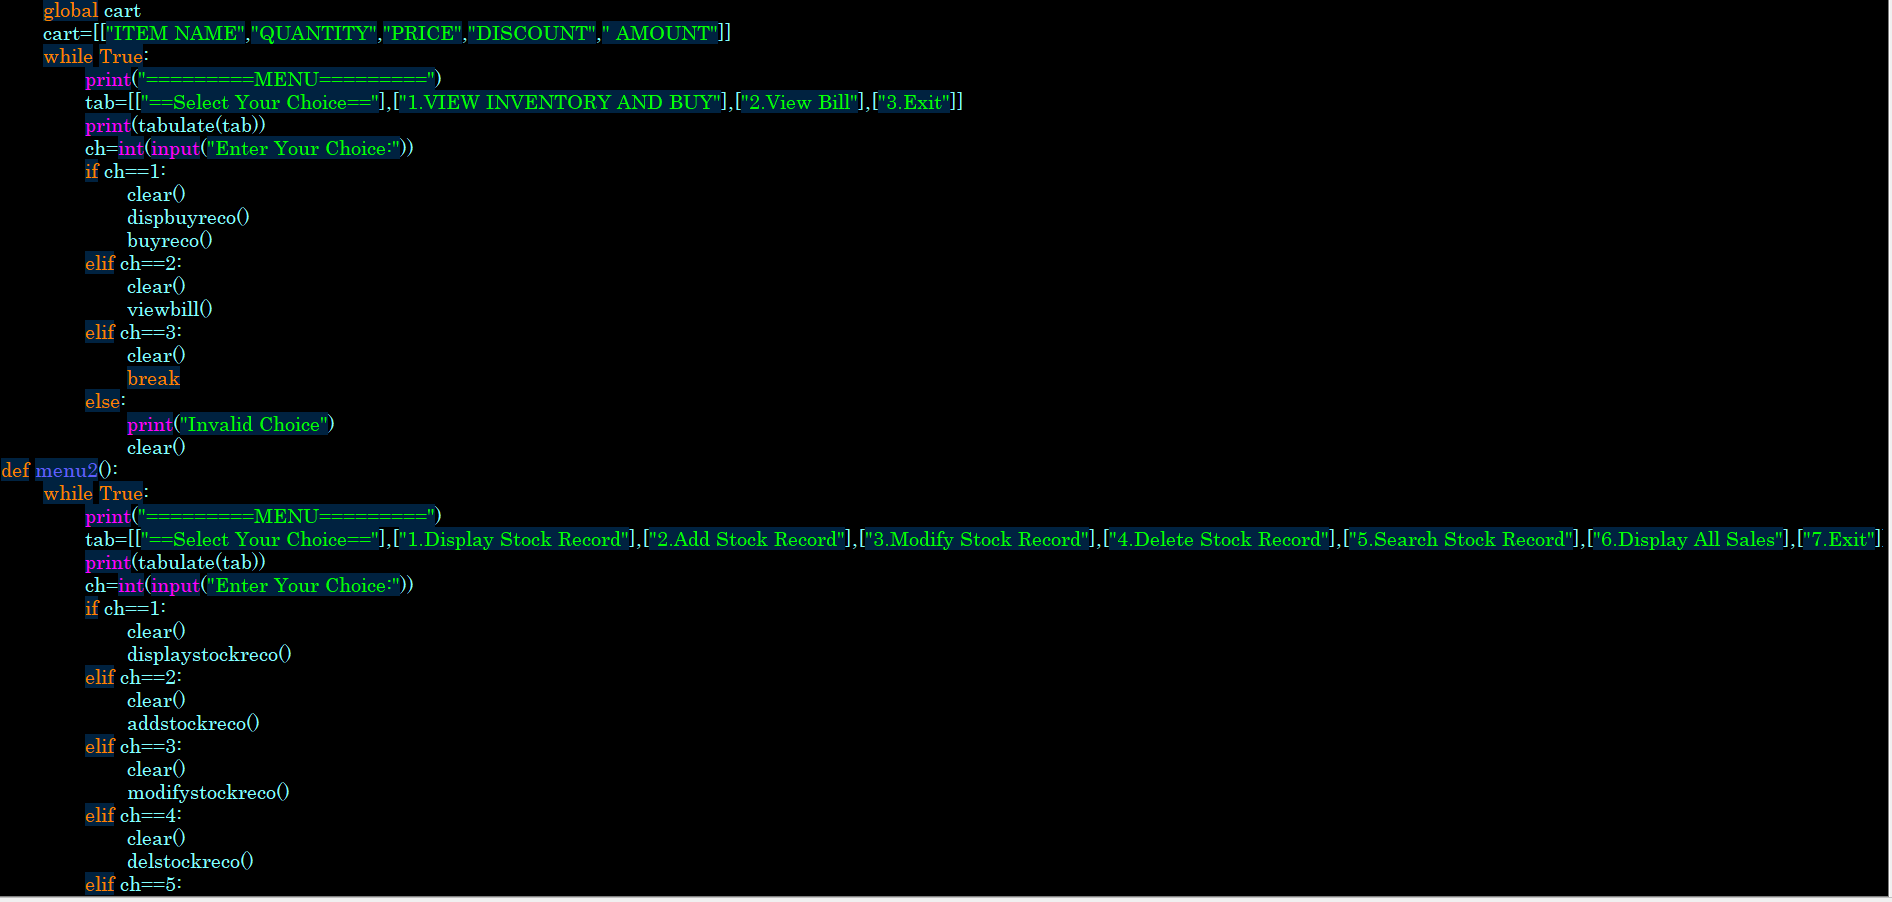 global cart
cart=[["ITEM NAME","QUANTITY","PRICE","DISCOUNT"," AMOUNT"]]
while True:
print("=========MENU=========")
tab=[["==Select Your Choice=="],["1.VIEW INVENTORY AND BUY"],["2.View Bill"],["3.Exit"]]
print(tabulate(tab))
ch=int(input("Enter Your Choice:"))
if ch==1:
clear()
dispbuyreco()
buyreco()
elif ch==2:
clear()
viewbill()
elif ch==3:
clear()
break
else:
print("Invalid Choice")
clear()
def menu2():
while True:
print("=========MENU=========")
tab=[["==Select Your Choice=="],["1.Display Stock Record"],["2.Add Stock Record"],["3.Modify Stock Record"],["4.Delete Stock Record"],["5.Search Stock Record"],["6.Display All Sales"],["7.Exit"]
print(tabulate(tab))
ch=int(input("Enter Your Choice:"))
if ch==1:
clear()
displaystockreco()
elif ch==2:
clear()
addstockreco()
elif ch==3:
clear()
modifystockreco()
elif ch==4:
clear()
delstockreco()
elif ch==5: